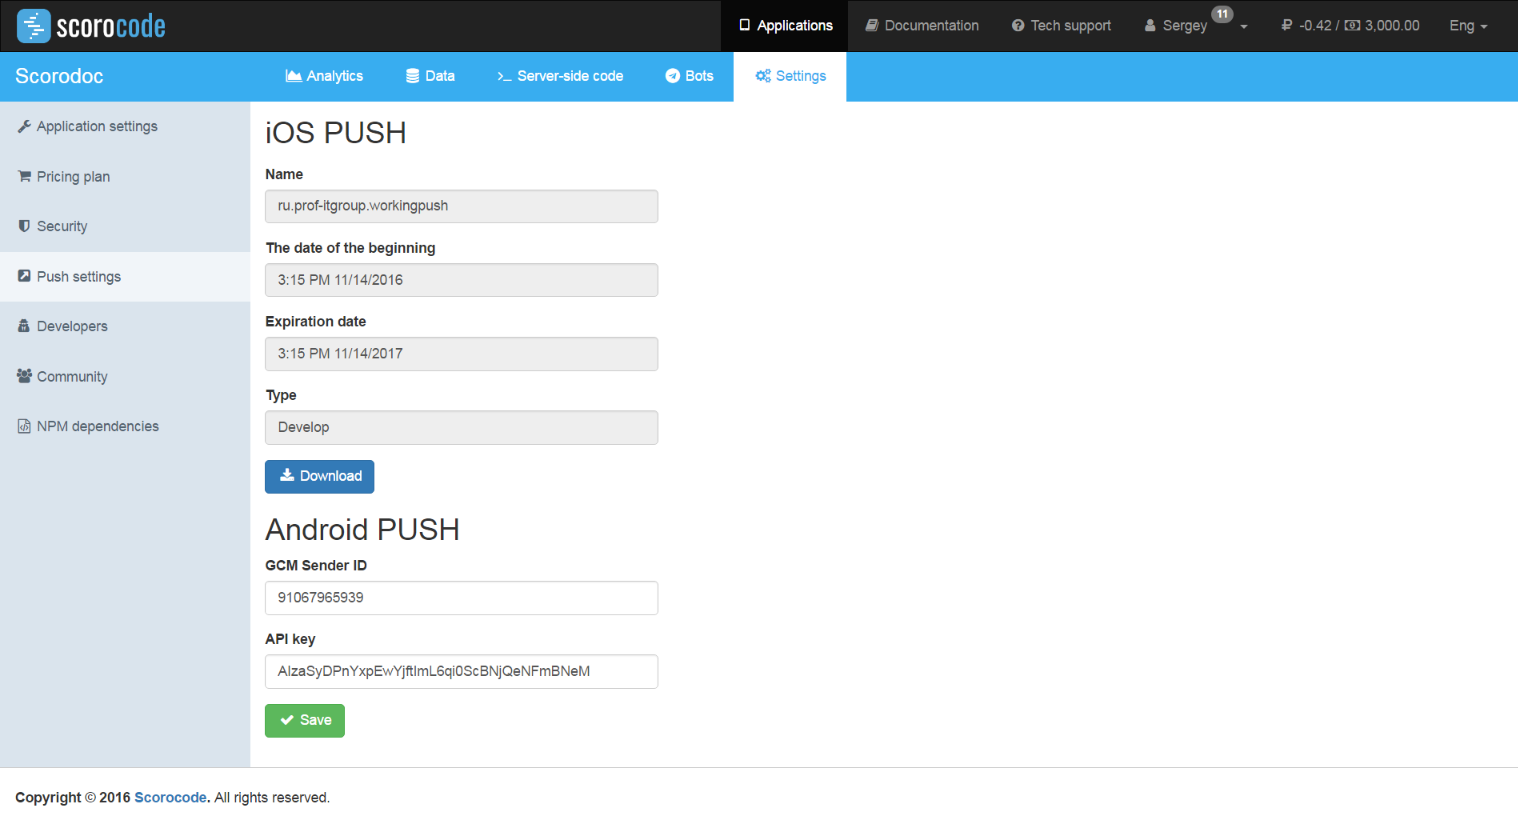 scorocode
Applications
Documentation
Tech support
Sergey
11
-0.42 / 3,000.00
Eng
Scorodoc
Analytics
Data
Server-side code
Bots
Settings
Application settings
Pricing plan
Security
Push settings
Developers
Community
NPM dependencies
iOS PUSH
Name
ru.prof-itgroup.workingpush
The date of the beginning
3:15 PM 11/14/2016
Expiration date
3:15 PM 11/14/2017
Type
Develop
Download
Android PUSH
GCM Sender ID
91067965939
API key
AIzaSyDPnYxpEwYjftImL6qi0ScBNjQeNFmBNeM
Save
Copyright © 2016 Scorocode. All rights reserved.